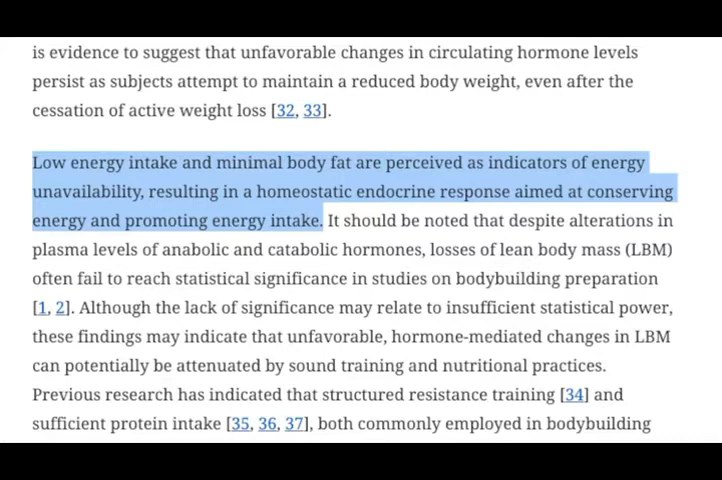 is evidence to suggest that unfavorable changes in circulating hormone levels
persist as subjects attempt to maintain a reduced body weight, even after the
cessation of active weight loss [32, 33].
Low energy intake and minimal body fat are perceived as indicators of energy
unavailability, resulting in a homeostatic endocrine response aimed at conserving
energy and promoting energy intake. It should be noted that despite alterations in
plasma levels of anabolic and catabolic hormones, losses of lean body mass (LBM)
often fail to reach statistical significance in studies on bodybuilding preparation
[1, 2]. Although the lack of significance may relate to insufficient statistical power,
these findings may indicate that unfavorable, hormone-mediated changes in LBM
can potentially be attenuated by sound training and nutritional practices.
Previous research has indicated that structured resistance training [34] and
sufficient protein intake [35, 36, 37], both commonly employed in bodybuilding